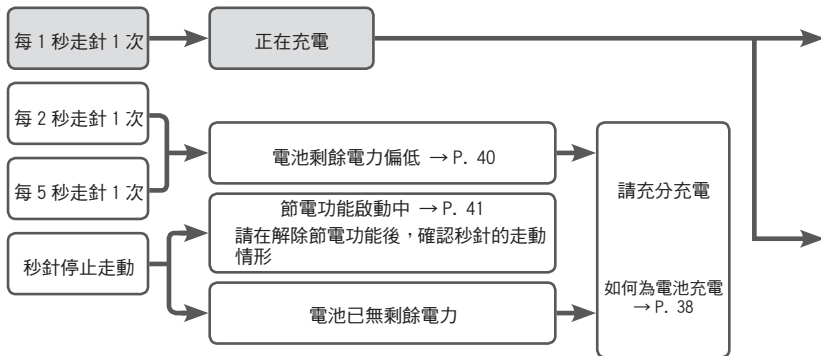 每 1 秒走針 1 次
正在充電
每 2 秒走針 1 次
每 5 秒走針 1 次
電池剩餘電力偏低 → P. 40
節電功能啟動中 → P. 41
請在解除節電功能後，確認秒針的走動
情形
秒針停止走動
電池已無剩餘電力
請充分充電
如何為電池充電
→ P. 38